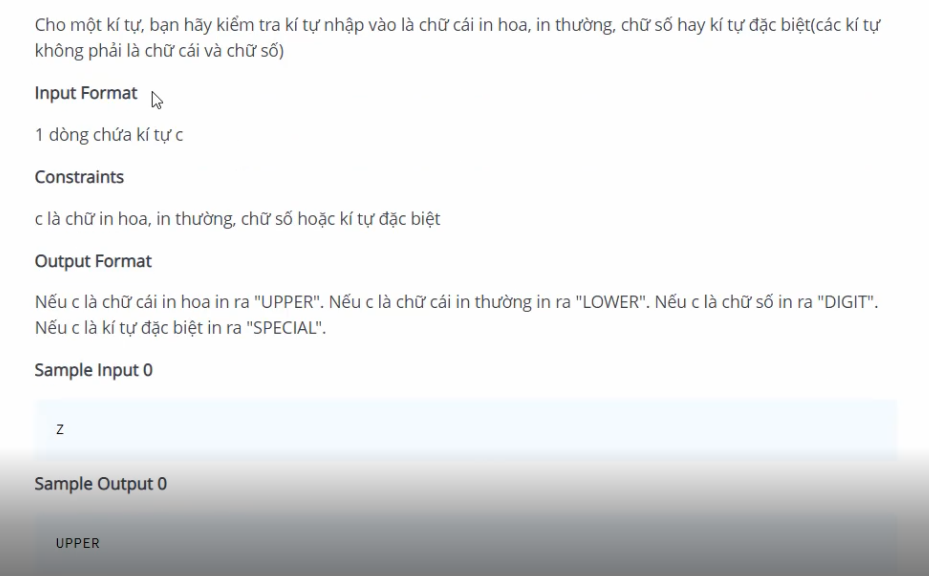 Cho một kí tự, bạn hãy kiểm tra kí tự nhập vào là chữ cái in hoa, in thường, chữ số hay kí tự đặc biệt(các kí tự
không phải là chữ cái và chữ số)
Input Format
1 dòng chứa kí tự c
Constraints
c là chữ in hoa, in thường, chữ số hoặc kí tự đặc biệt
Output Format
Nếu c là chữ cái in hoa in ra "UPPER". Nếu c là chữ cái in thường in ra "LOWER". Nếu c là chữ số in ra "DIGIT".
Nếu c là kí tự đặc biệt in ra "SPECIAL".
Sample Input 0
Z
Sample Output 0
UPPER